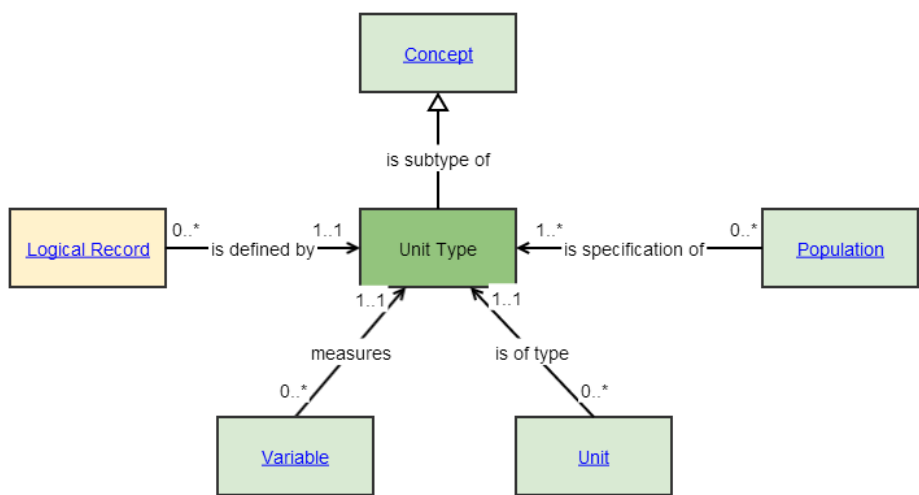 Concept
is subtype of
Logical Record
0..*
is defined by
1..1
Unit Type
1..*
is specification of
0..*
Population
1..1
1..1
measures
is of type
0..*
0..*
Variable
Unit